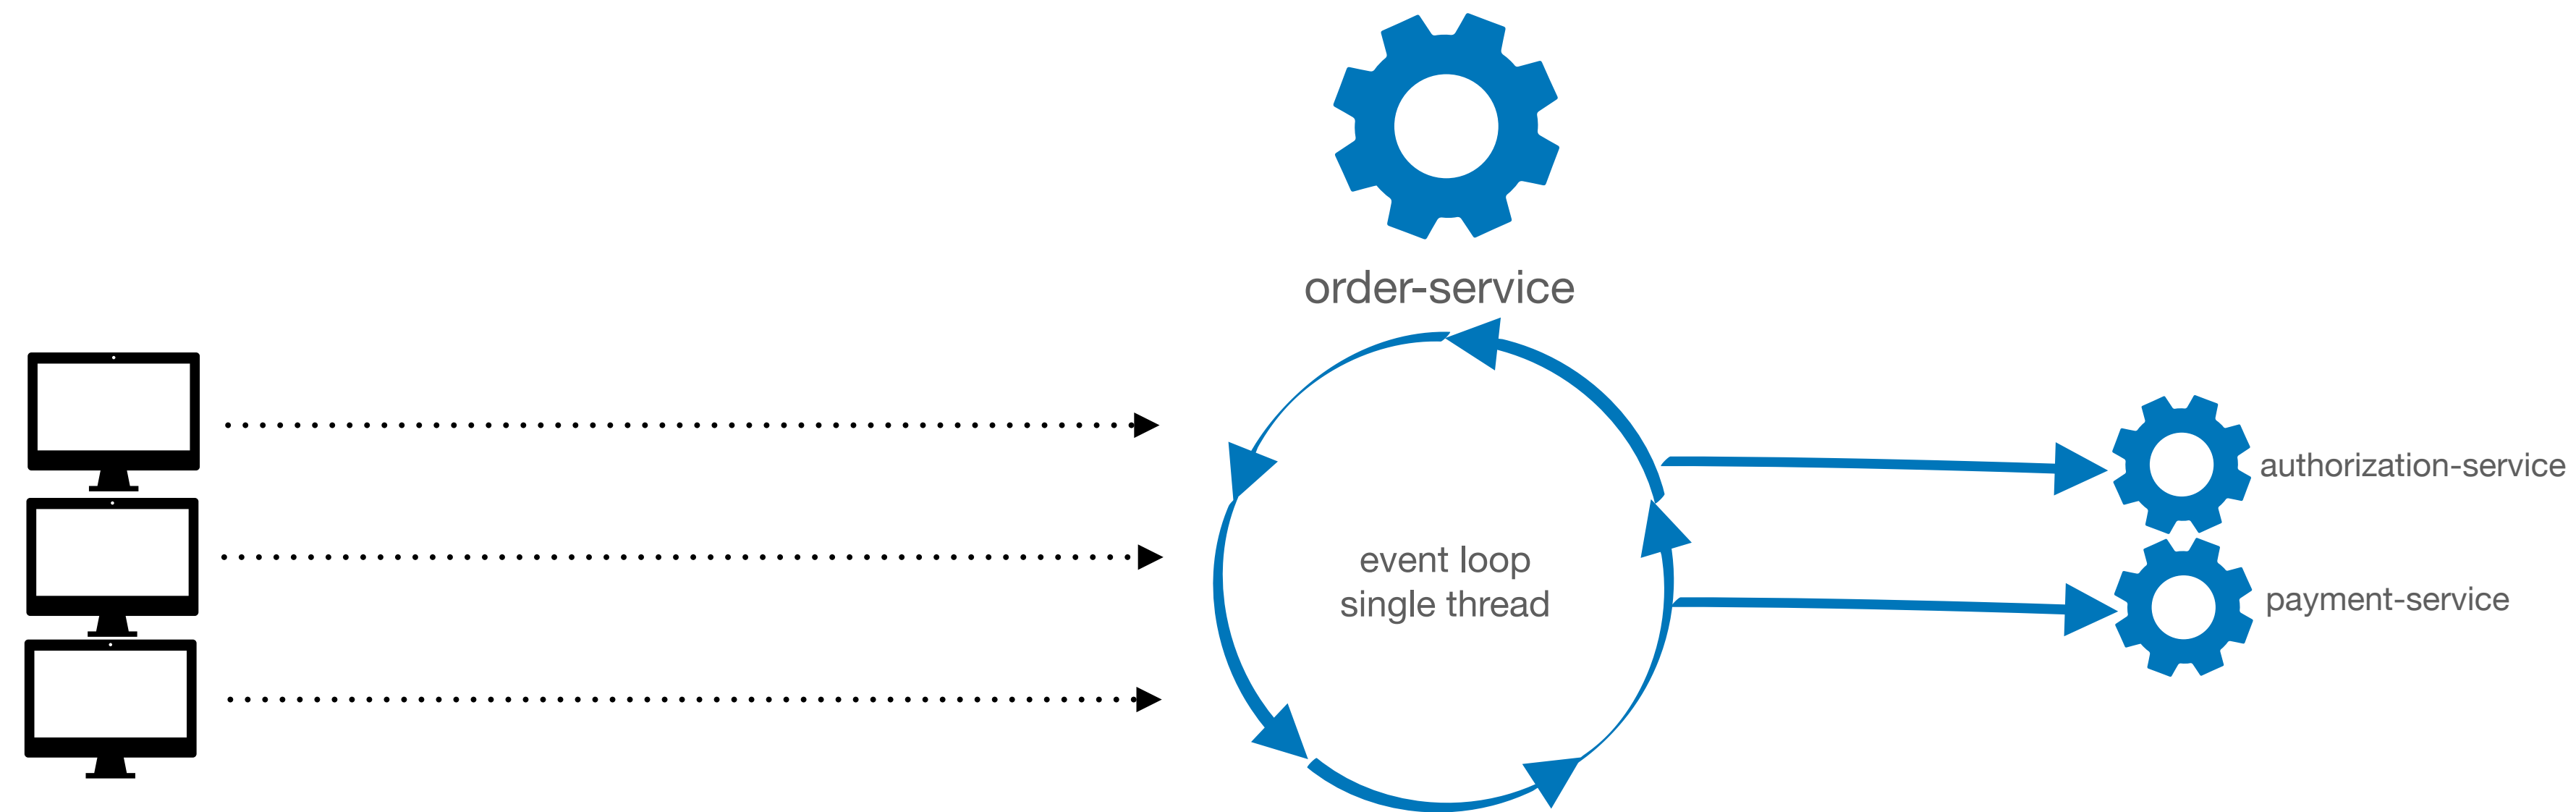 order-service
event loop
single thread
authorization-service
payment-service